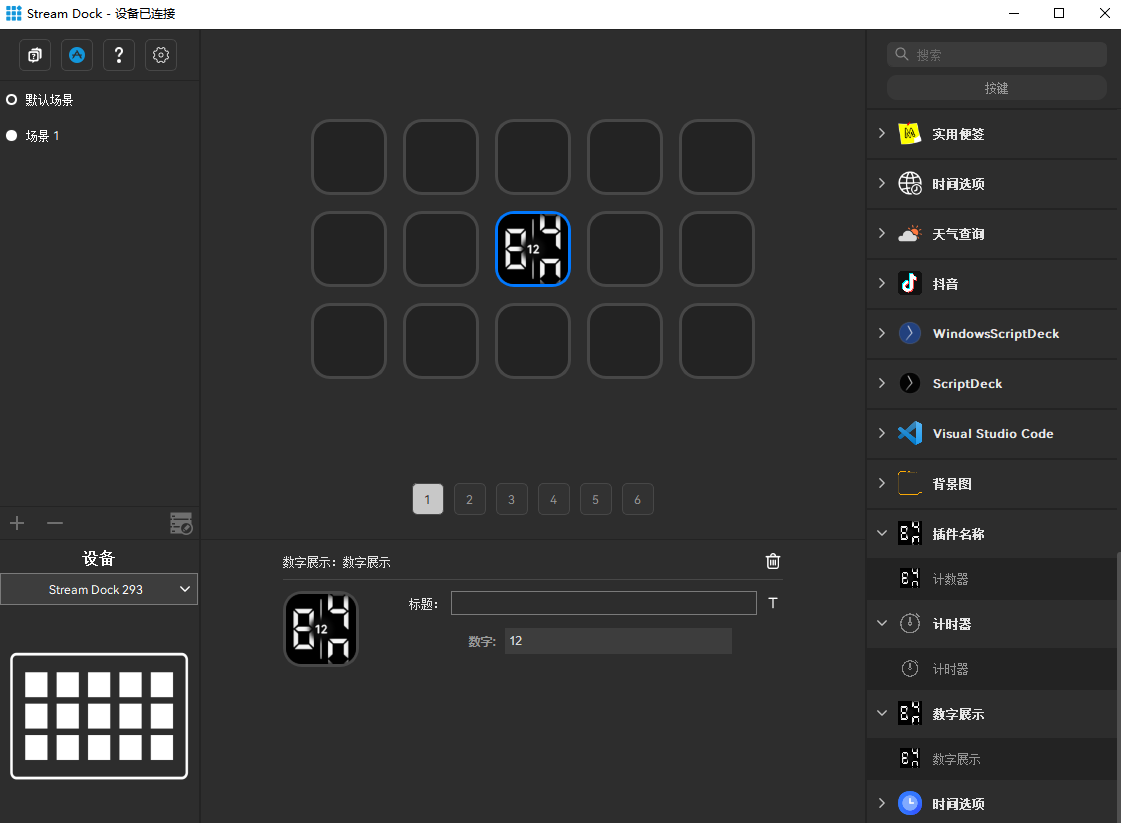 Stream Dock - 设备已连接
默认场景
场景 1
设备
Stream Dock 293
12
1
2
3
4
5
6
数字展示: 数字展示
12
标题:
T
数字:
12
搜索
按键
实用便签
时间选项
天气查询
抖音
WindowsScriptDeck
ScriptDeck
Visual Studio Code
背景图
插件名称
计数器
计时器
计时器
数字展示
数字展示
时间选项